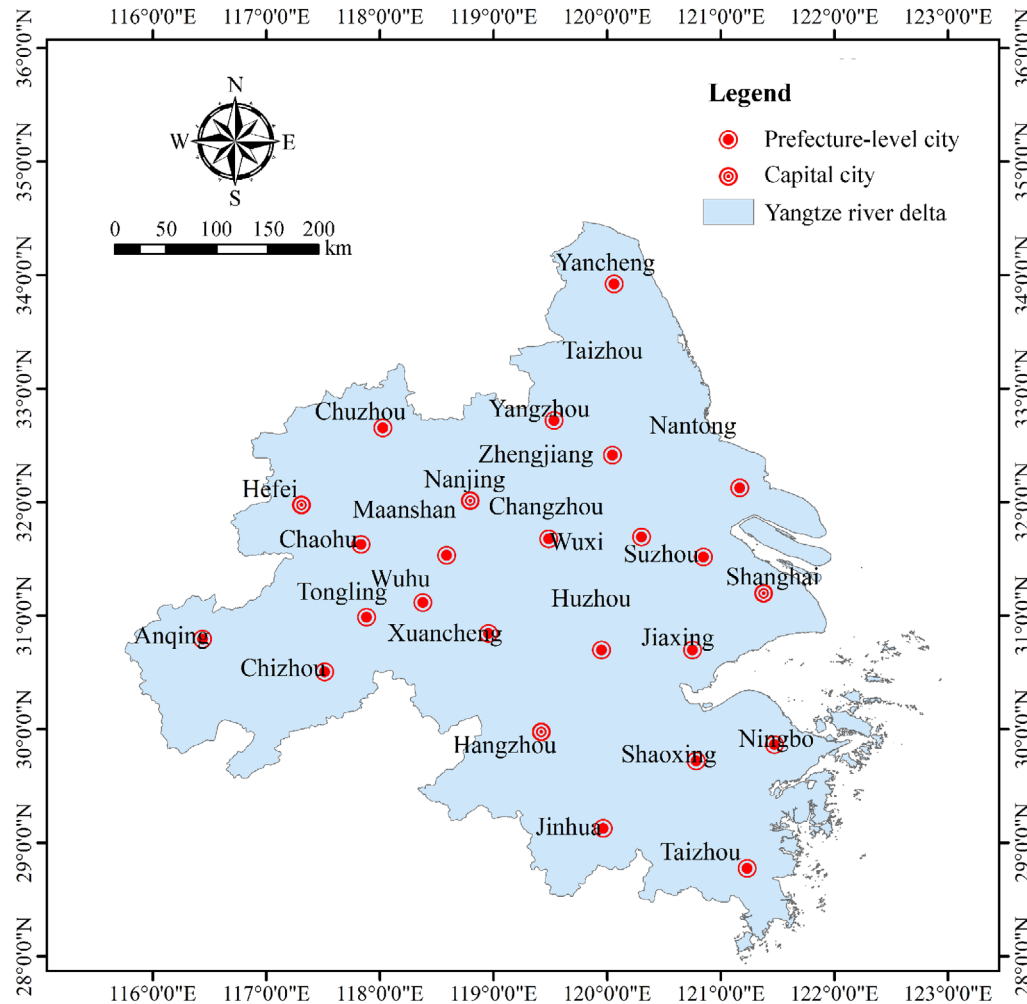 116°0'0"E 117°0'0"E 118°0'0"E 119°0'0"E 120°0'0"E 121°0'0"E 122°0'0"E 123°0'0"E
36°0'0"N
35°0'0"N
34°0'0"N
33°0'0"N
32°0'0"N
31°0'0"N
30°0'0"N
29°0'0"N
28°0'0"N
N
W E
S
0 50 100 150 200
km
Legend
Prefecture-level city
Capital city
Yangtze river delta
Yancheng
Taizhou
Chuzhou
Yangzhou
Nantong
Zhengjiang
Nanjing
Hefei
Maanshan
Changzhou
Chaohu
Wuxi
Suzhou
Wuhu
Shanghai
Tongling
Huzhou
Anqing
Xuancheng
Jiaxing
Chizhou
Hangzhou
Shaoxing
Ningbo
Jinhua
Taizhou
116°0'0"E 117°0'0"E 118°0'0"E 119°0'0"E 120°0'0"E 121°0'0"E 122°0'0"E 123°0'0"E